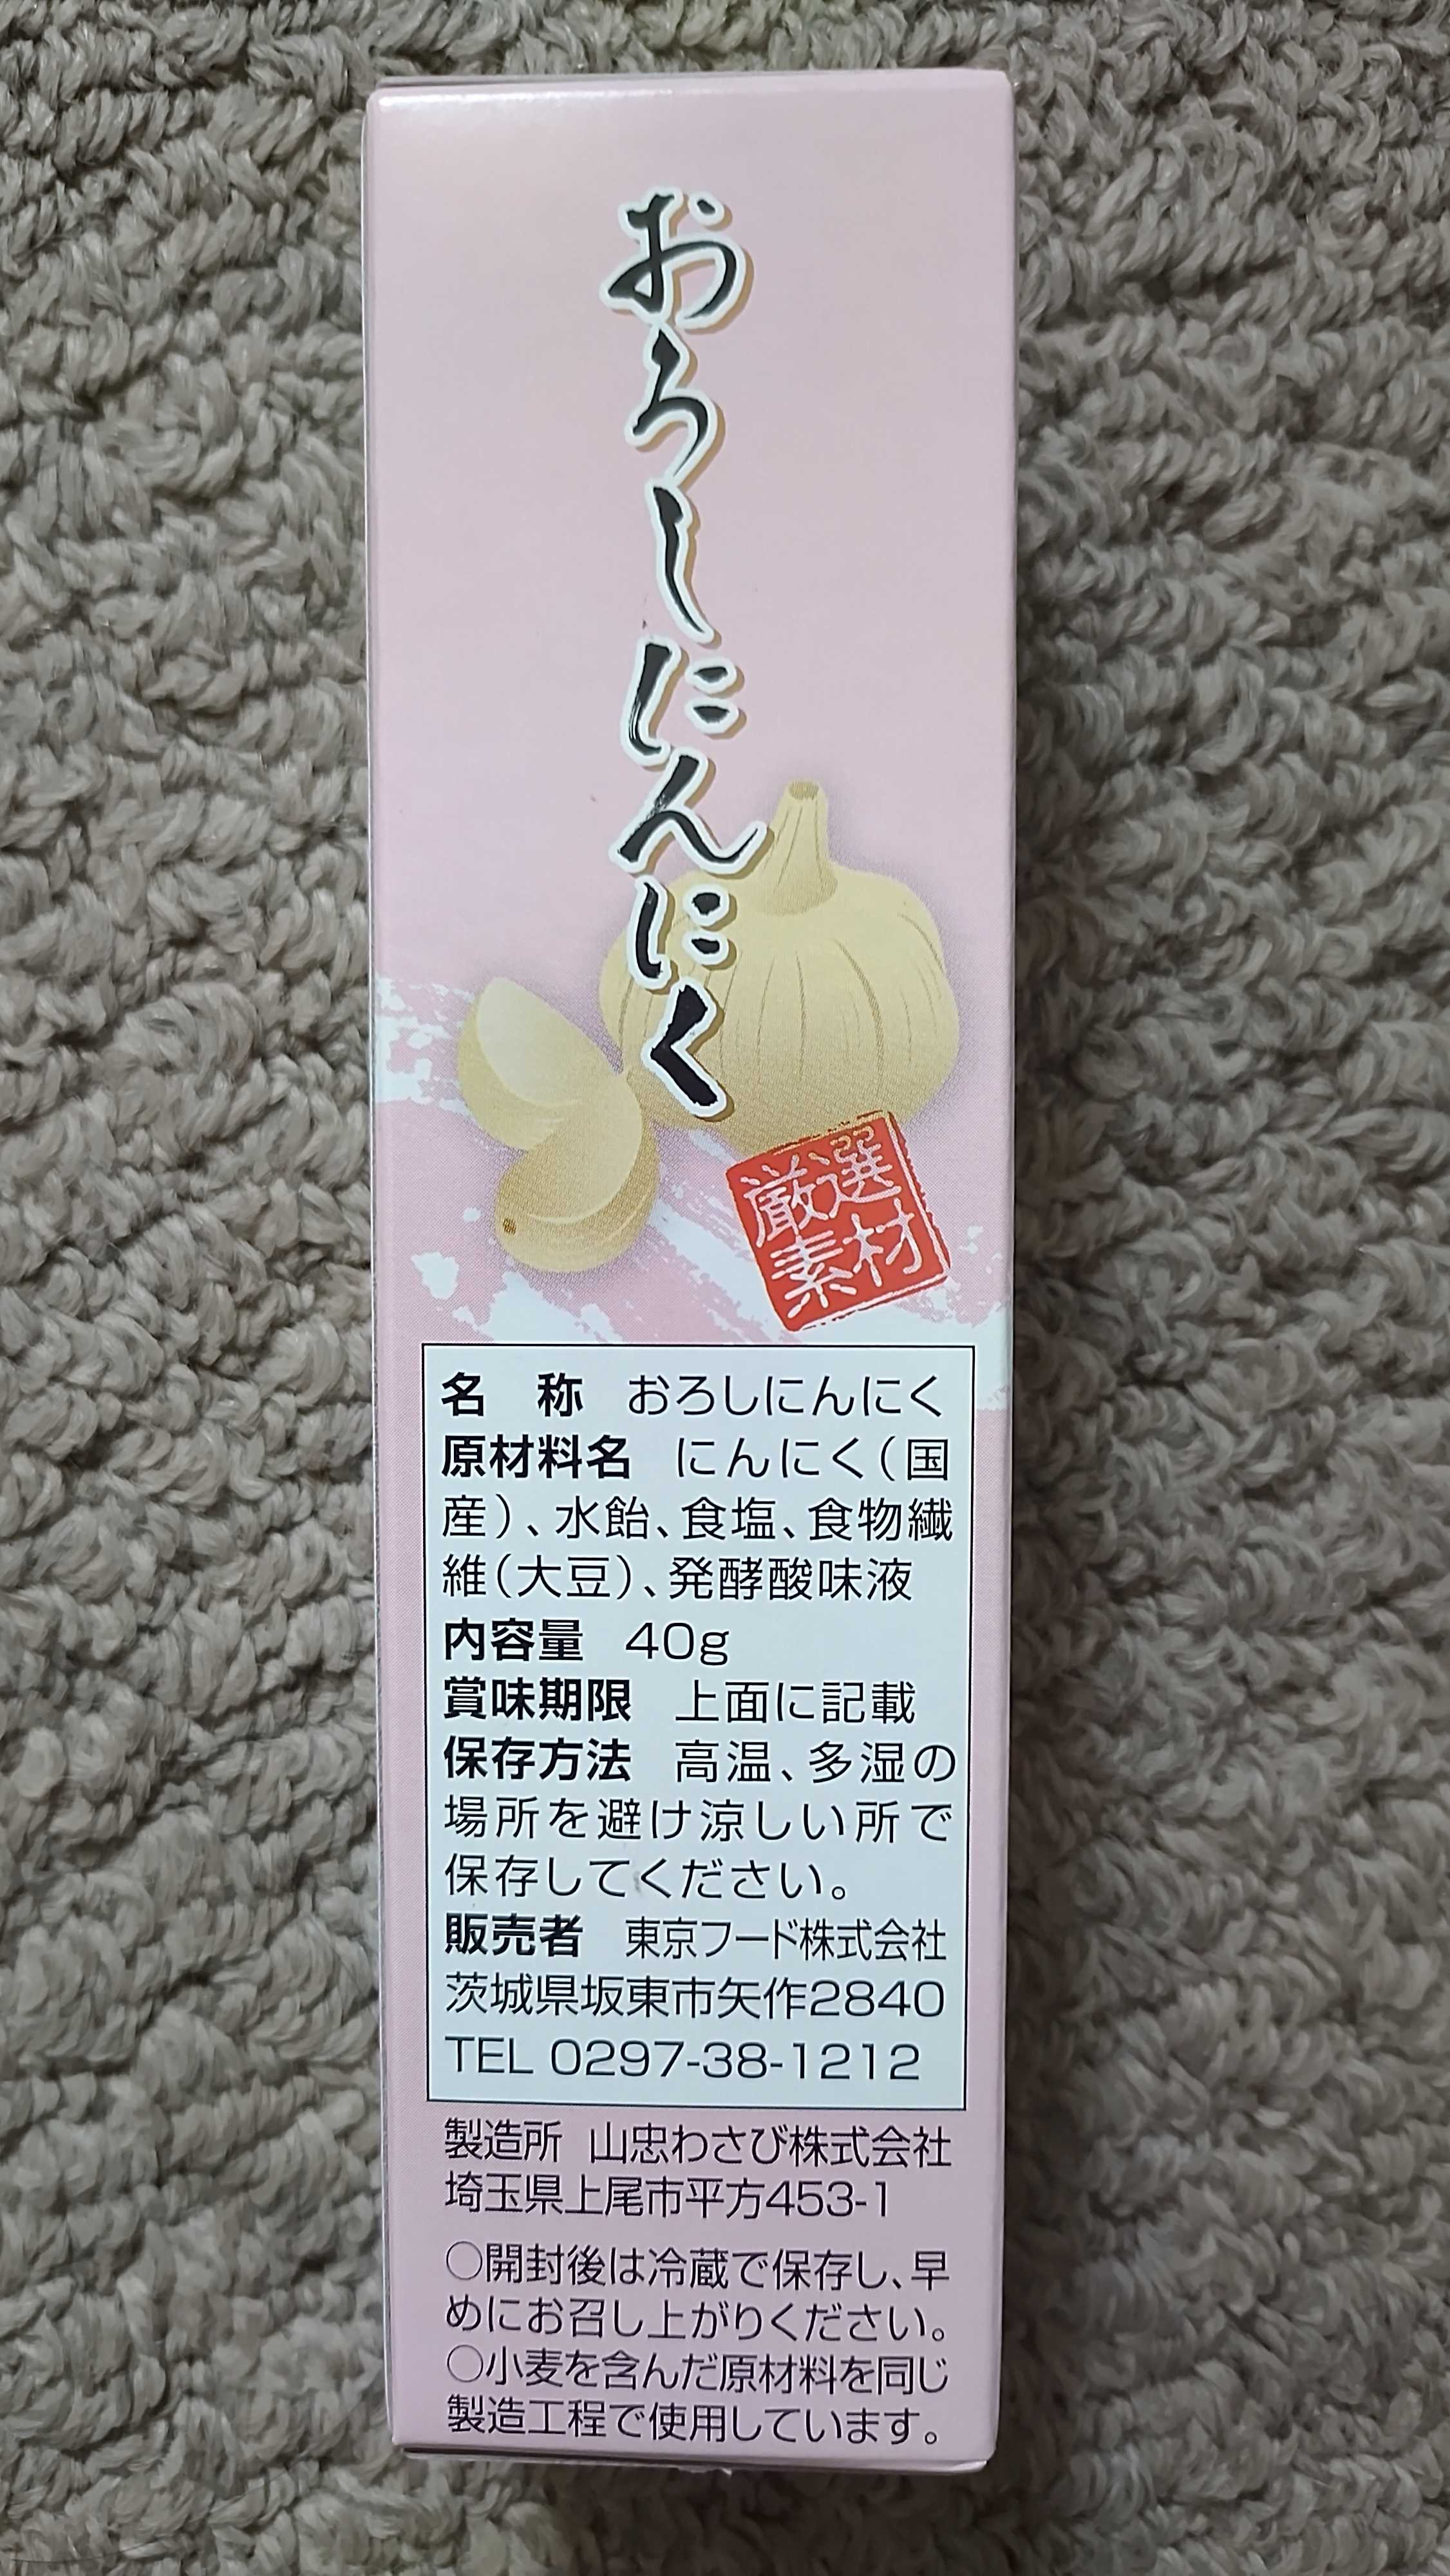 おろしにんにく
厳選
素材
名　称　おろしにんにく
原材料名　にんにく（国
産）、水飴、食塩、食物繊
維（大豆）、発酵酸味液
内容量　40g
賞味期限　上面に記載
保存方法　高温、多湿の
場所を避け涼しい所で
保存してください。
販売者　東京フード株式会社
茨城県坂東市矢作2840
TEL 0297-38-1212
製造所　山忠わさび株式会社
埼玉県上尾市平方453-1
○開封後は冷蔵で保存し、早
めにお召し上がりください。
○小麦を含んだ原材料を同じ
製造工程で使用しています。